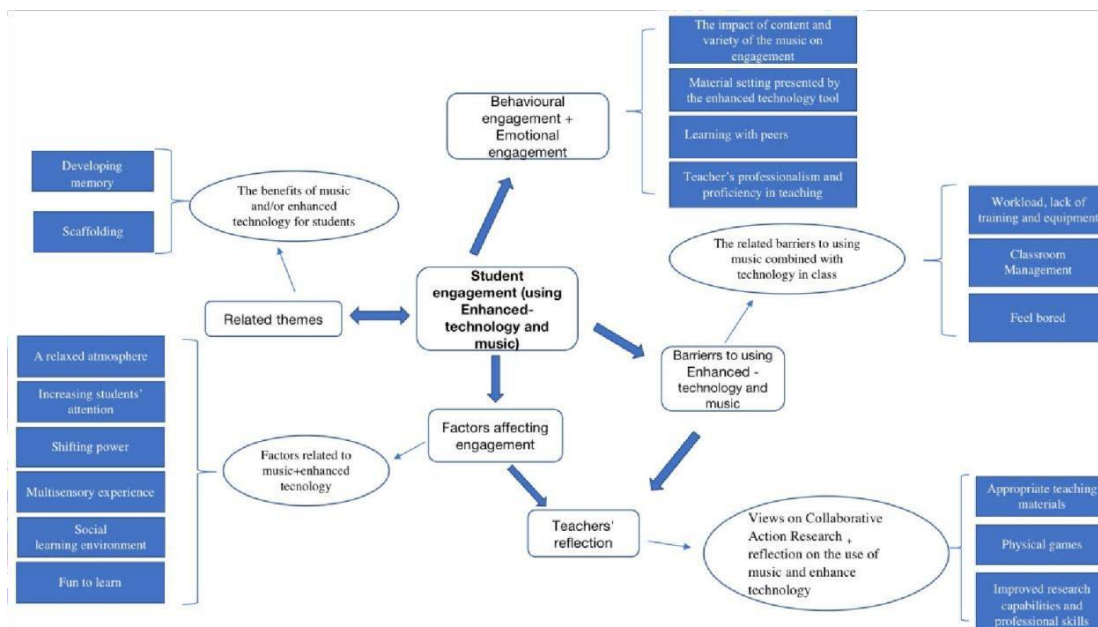 The impact of content and
variety of the music on
engagement
Material setting presented by
the enhanced technology tool
Learning with peers
Teacher's professionalism and
proficiency in teaching
Behavioural
engagement +
Emotional
engagement
Developing
memory
Scaffolding
The benefits of music
and/or enhanced
technology for students
Workload, lack of
training and equipment
Classroom
Management
Feel bored
The related barriers to using
music combined with
technology in class
Student
engagement (using
Enhanced-
technology and
music)
Related themes
Barrierrs to using
Enhanced -
technology and
music
A relaxed atmosphere
Increasing students'
attention
Shifting power
Multisensory experience
Social
learning environment
Fun to learn
Factors related to
music+enhanced
tecnology
Factors affecting
engagement
Teachers'
reflection
Views on Collaborative
Action Research +
reflection on the use of
music and enhance
technology
Appropriate teaching
materials
Physical games
Improved research
capabilities and
professional skills